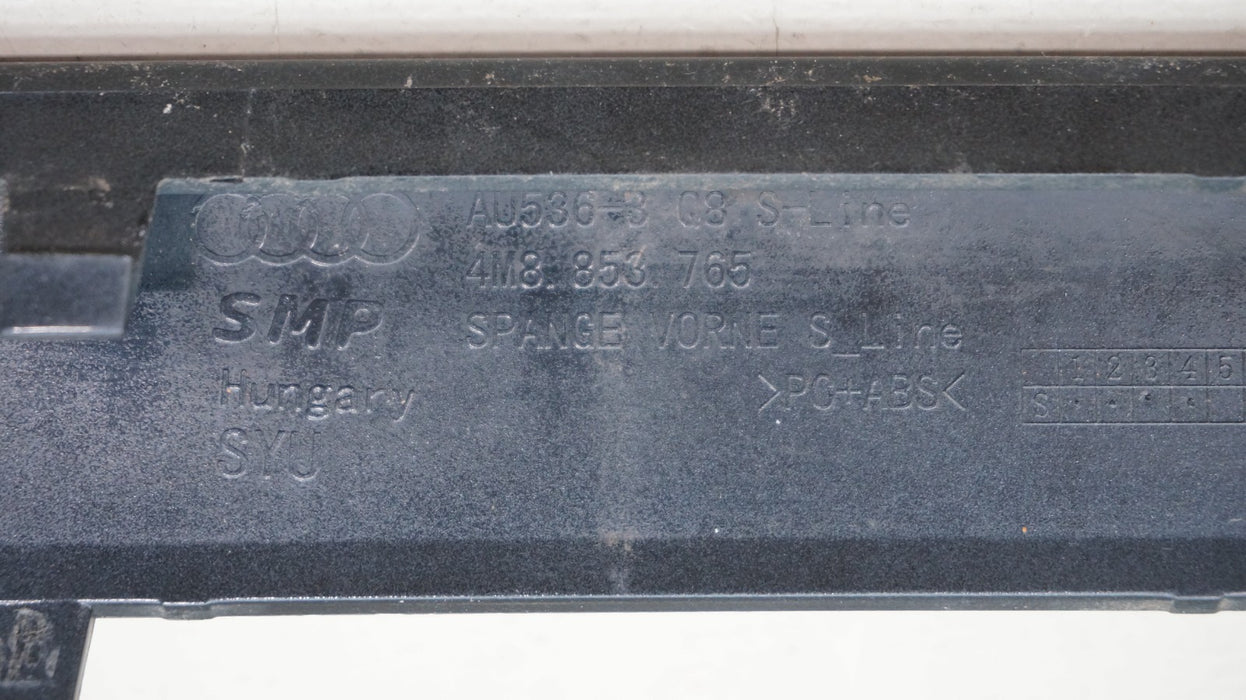 AU536-3 Q8 S-Line
4M8.853.765
SMP
SPANGE VORNE S_Line
Hungary
>PC+ABS<
SYU
1 2 3 4 5
S